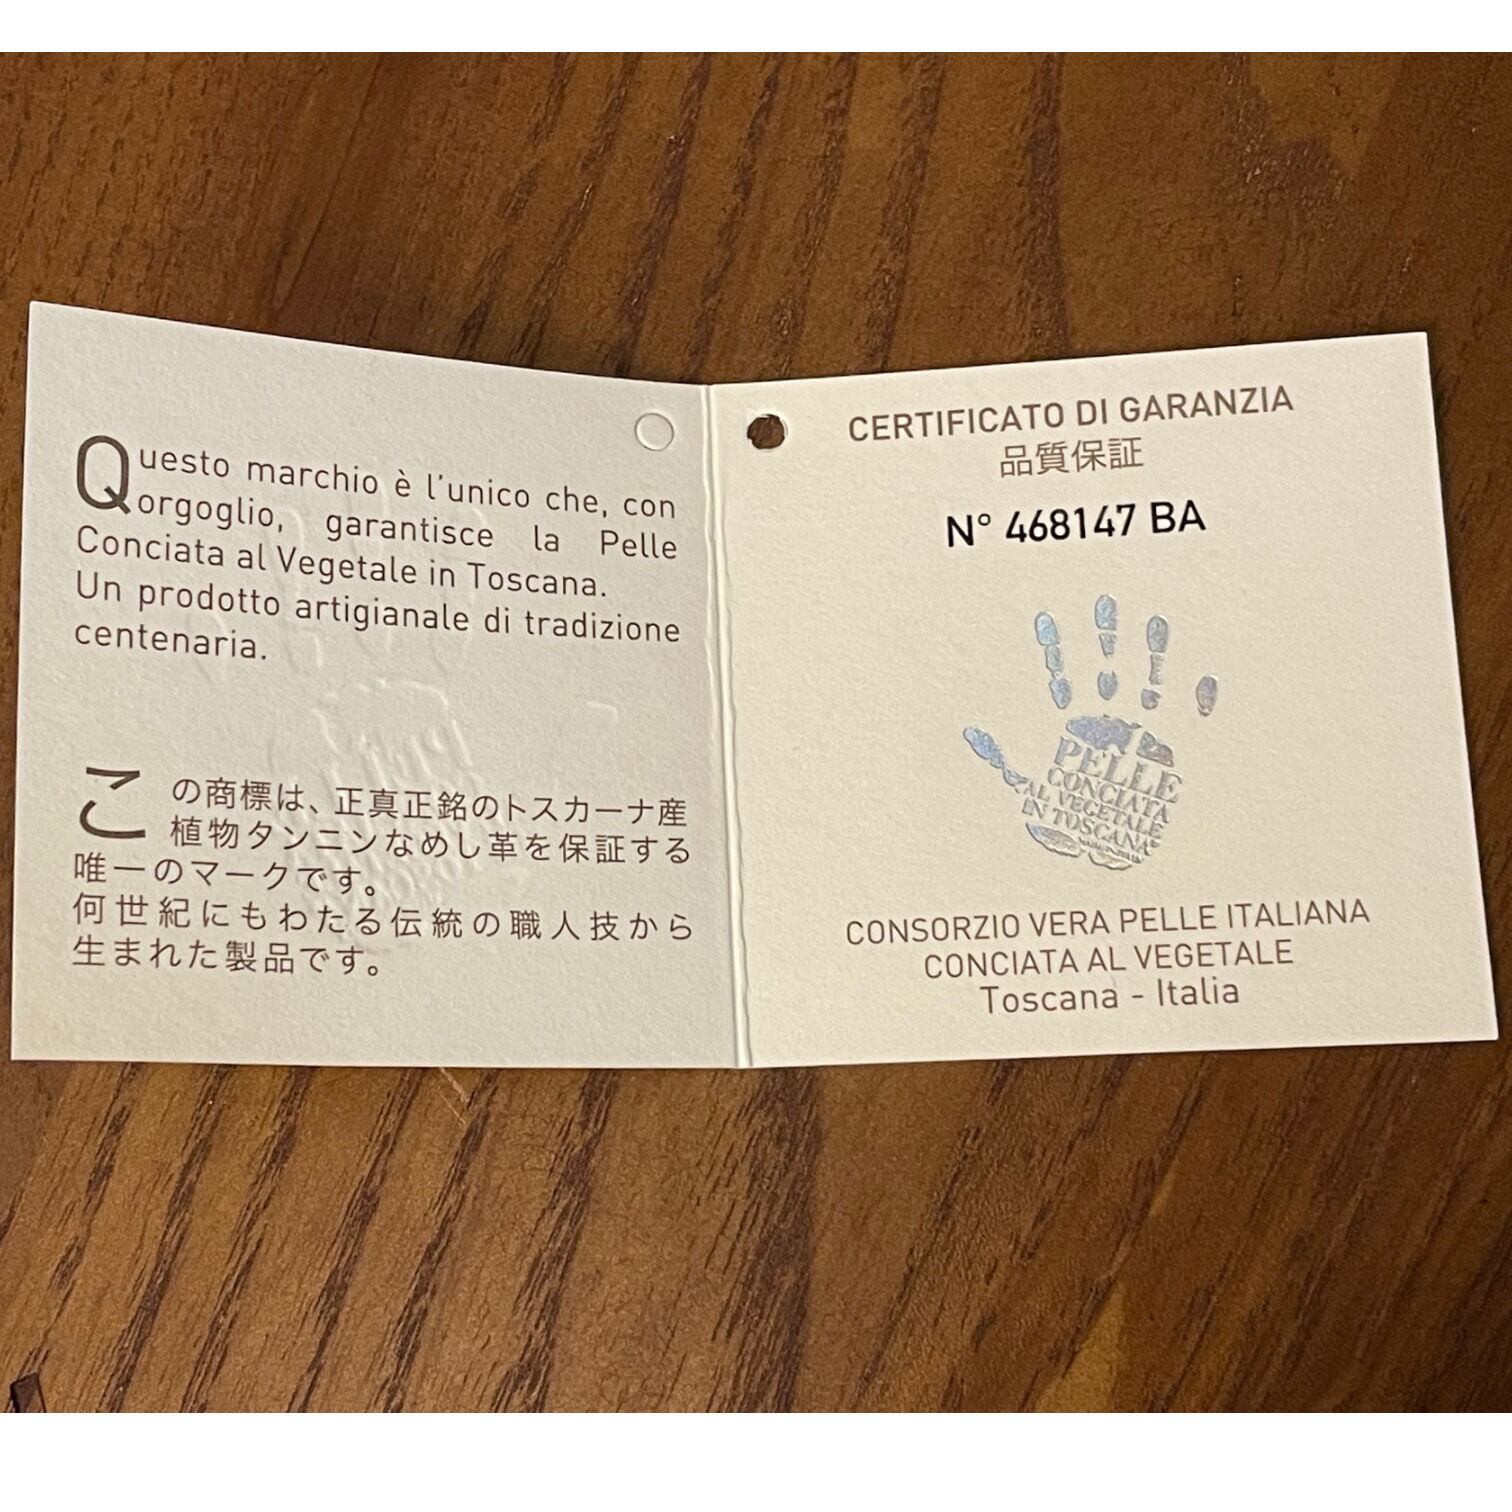 Questo marchio è l'unico che, con
orgoglio, garantisce la Pelle
Conciata al Vegetale in Toscana.
Un prodotto artigianale di tradizione
centenaria.
この商標は、正真正銘のトスカーナ産
植物タンニンなめし革を保証する
唯一のマークです。
何世紀にもわたる伝統の職人技から
生まれた製品です。
CERTIFICATO DI GARANZIA
品質保証
N° 468147 BA
PELLE
CONCIATA
AL VEGETALE
IN TOSCANA
CONSORZIO VERA PELLE ITALIANA
CONCIATA AL VEGETALE
Toscana - Italia